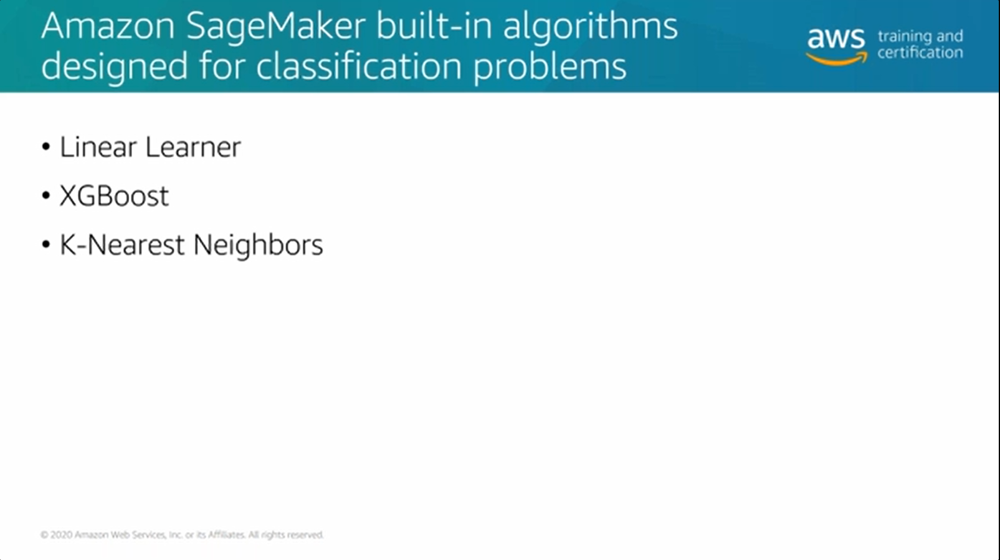 Amazon SageMaker built-in algorithms
designed for classification problems
aws training and
certification
• Linear Learner
• XGBoost
• K-Nearest Neighbors
© 2020 Amazon Web Services, Inc. or its Affiliates. All rights reserved.